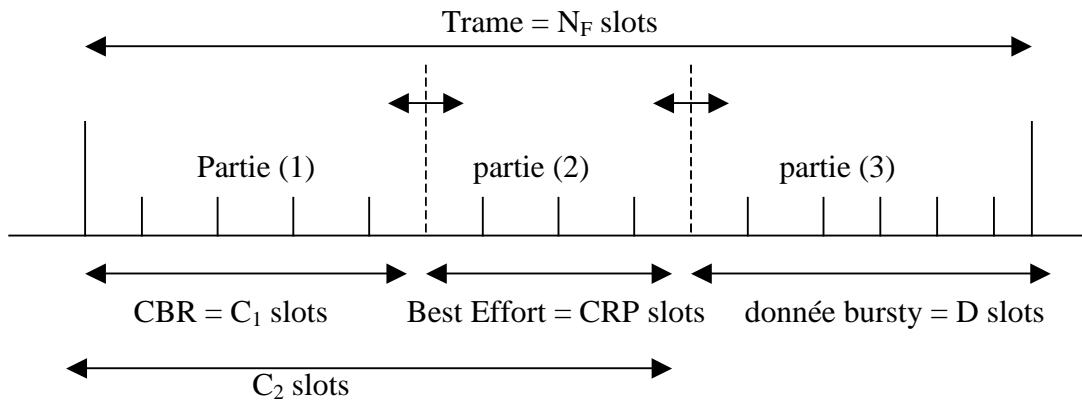 Trame = N_F slots
Partie (1) partie (2) partie (3)
CBR = C_1 slots Best Effort = CRP slots donnée bursty = D slots
C_2 slots